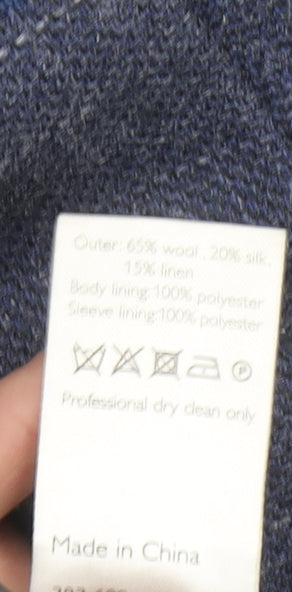 Outer: 65% wool , 20% silk,
15% linen
Body lining:100% polyester
Sleeve lining:100% polyester
P
Professional dry clean only
Made in China